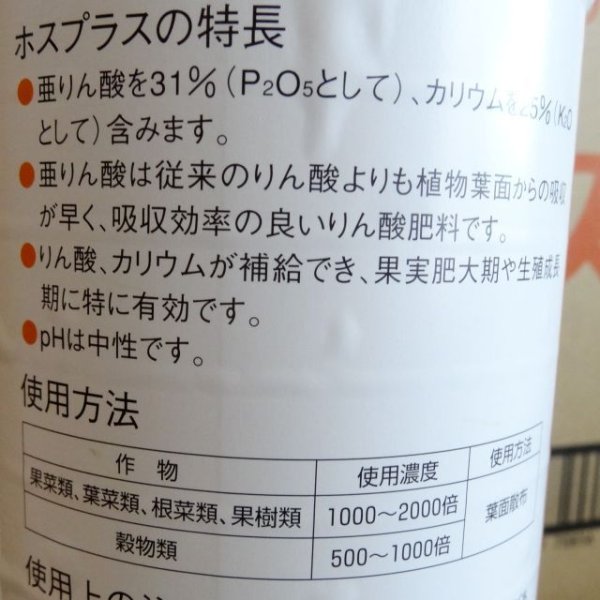 ホスプラスの特長
●亜りん酸を31%(P2O5として)、カリウムを25%(K2O
として)含みます。
●亜りん酸は従来のりん酸よりも植物葉面からの吸収
が早く、吸収効率の良いりん酸肥料です。
●りん酸、カリウムが補給でき、果実肥大期や生殖成長
期に特に有効です。
●pHは中性です。
使用方法
作物 使用濃度 使用方法
果菜類、葉菜類、根菜類、果樹類 1000〜2000倍 葉面散布
穀物類 500〜1000倍
使用上の